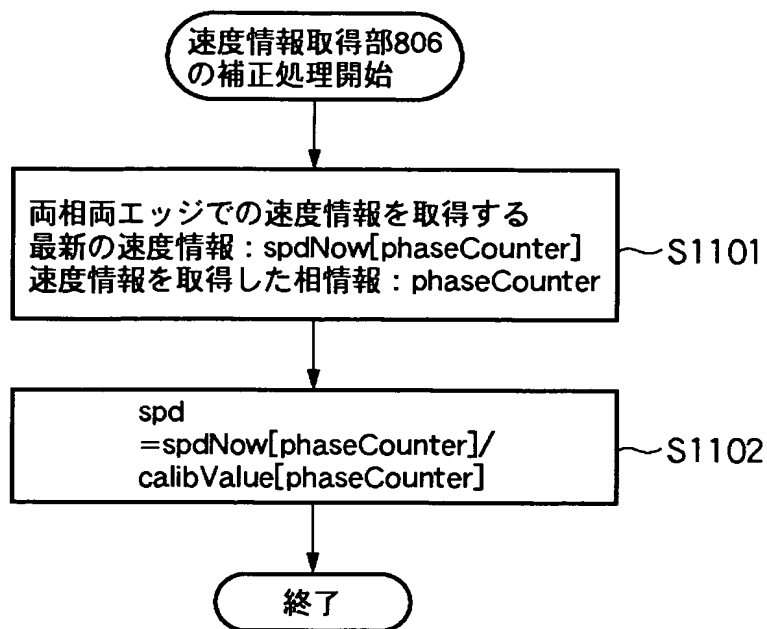 速度情報取得部806
の補正処理開始
両相両エッジでの速度情報を取得する
最新の速度情報：spdNow[phaseCounter]
速度情報を取得した相情報：phaseCounter
S1101
spd
=spdNow[phaseCounter]/
calibValue[phaseCounter]
S1102
終了